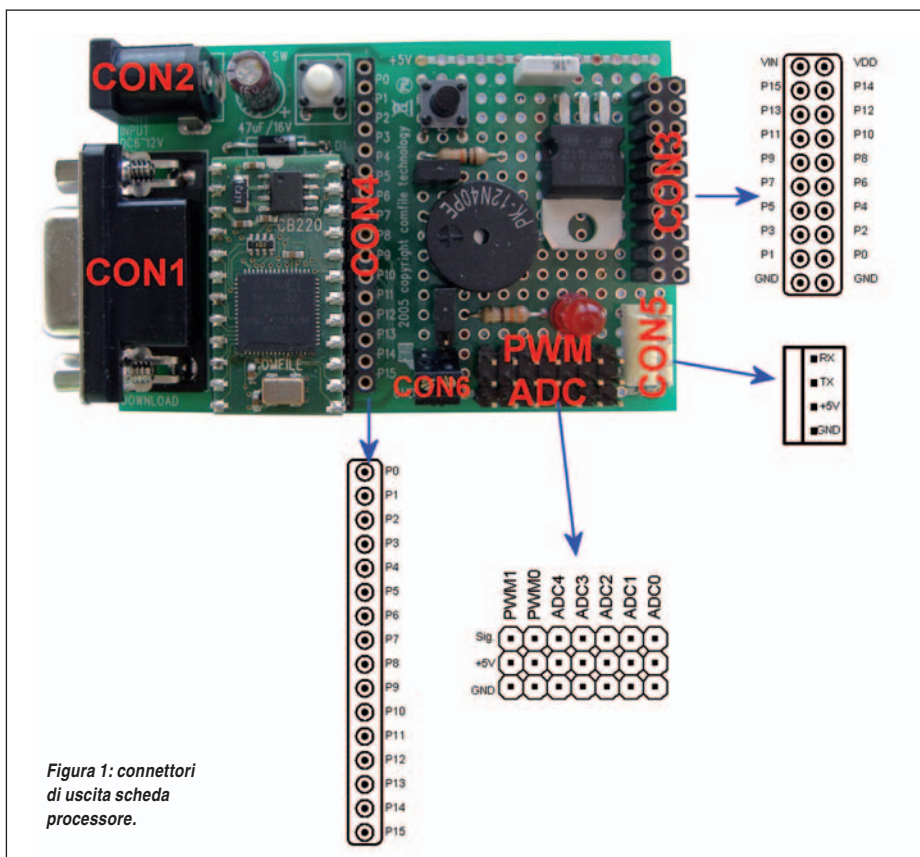 CON2
SW
47uF/16V
INPUT
DC6~12V
D1
CB220
CON1
ATMEL
COMFILE
DOWNLOAD
+5V
P0
P1
P2
P3
P4
P5
P6
P7
P8
P9
P10
P11
P12
P13
P14
P15
CON4
2005 copyright comfile technology
PK-12N40PE
CON3
CON5
CON6
PWM
ADC
VIN VDD
P15 P14
P13 P12
P11 P10
P9 P8
P7 P6
P5 P4
P3 P2
P1 P0
GND GND
RX
TX
+5V
GND
P0
P1
P2
P3
P4
P5
P6
P7
P8
P9
P10
P11
P12
P13
P14
P15
PWM1 PWM0 ADC4 ADC3 ADC2 ADC1 ADC0
Sig.
+5V
GND
Figura 1: connettori
di uscita scheda
processore.